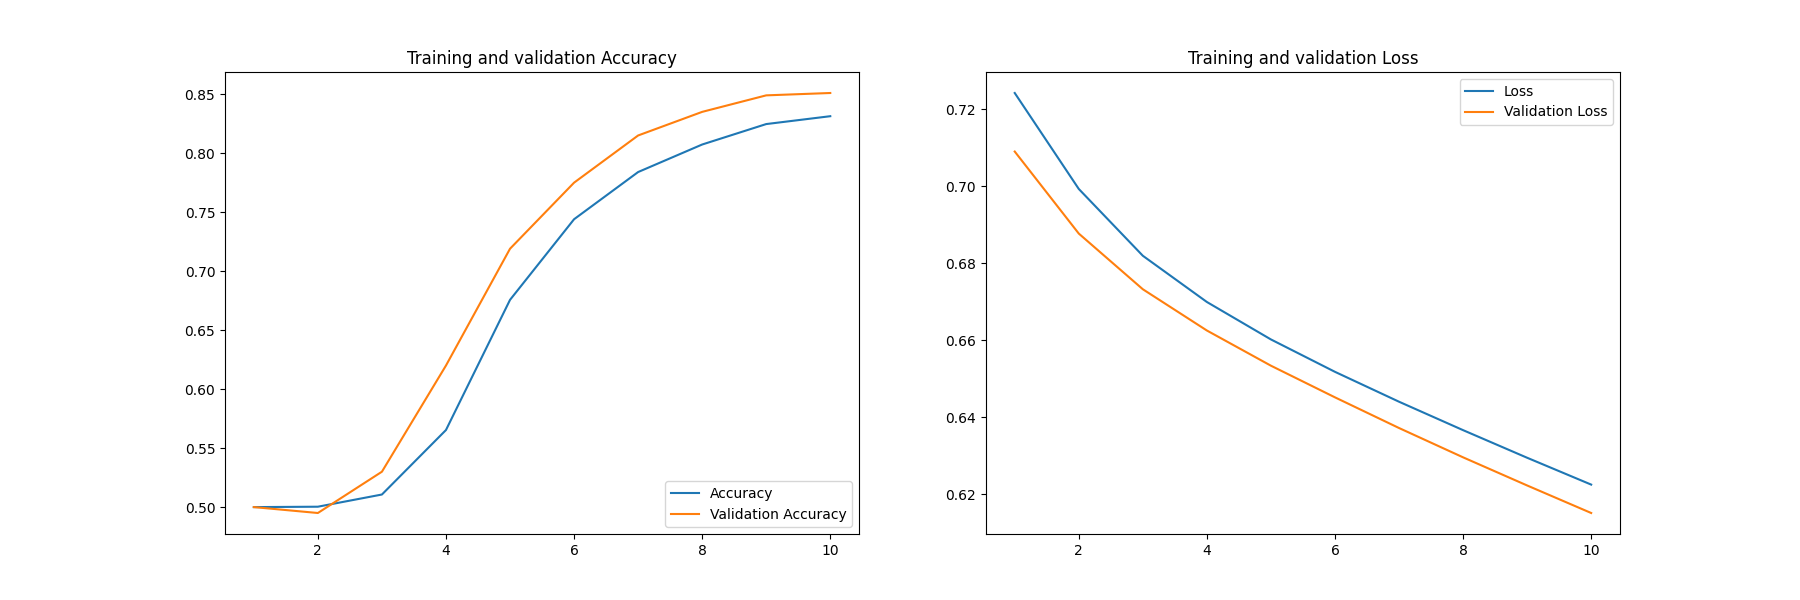 Training and validation Accuracy
0.85
0.80
0.75
0.70
0.65
0.60
0.55
0.50
2 4 6 8 10
Accuracy
Validation Accuracy
Training and validation Loss
0.72
0.70
0.68
0.66
0.64
0.62
2 4 6 8 10
Loss
Validation Loss